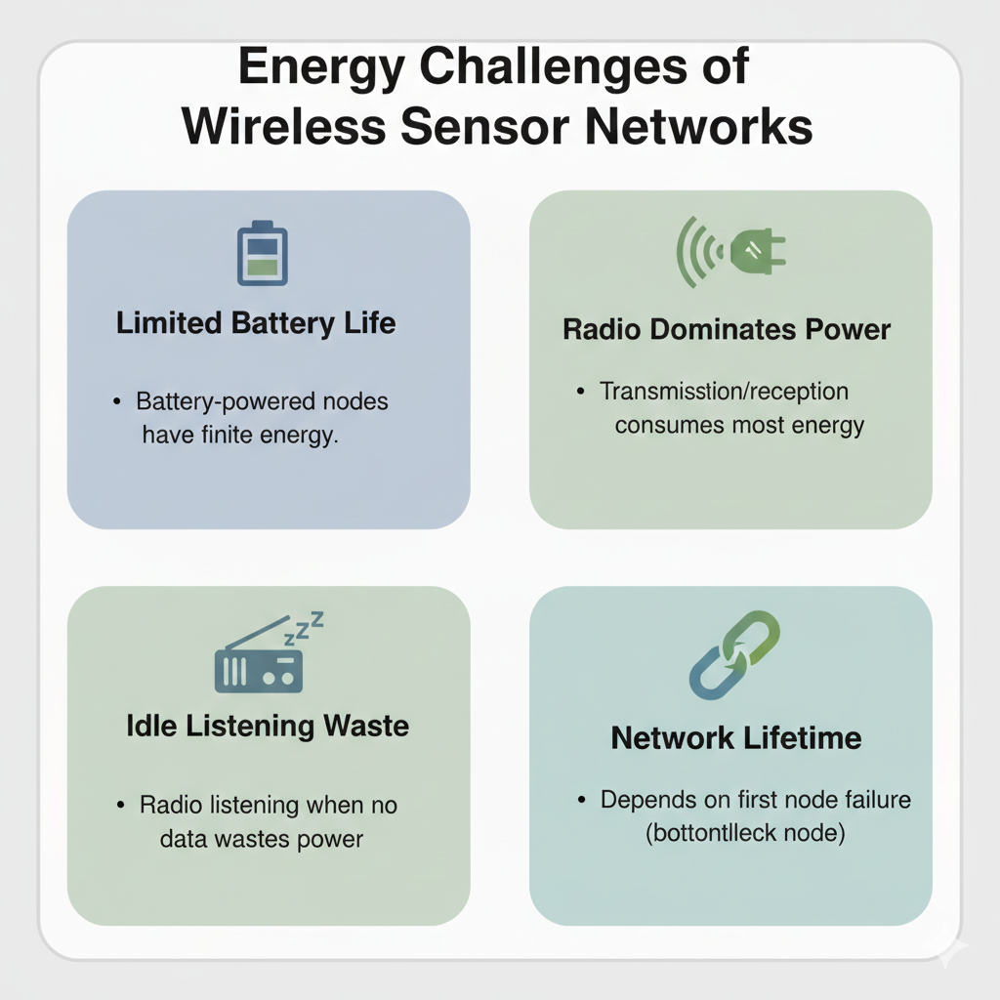 Energy Challenges of
Wireless Sensor Networks
Limited Battery Life
• Battery-powered nodes
have finite energy.
Radio Dominates Power
• Transmisstion/reception
consumes most energy
zzZ
Idle Listening Waste
• Radio listening when no
data wastes power
Network Lifetime
• Depends on first node failure
(bottontlleck node)